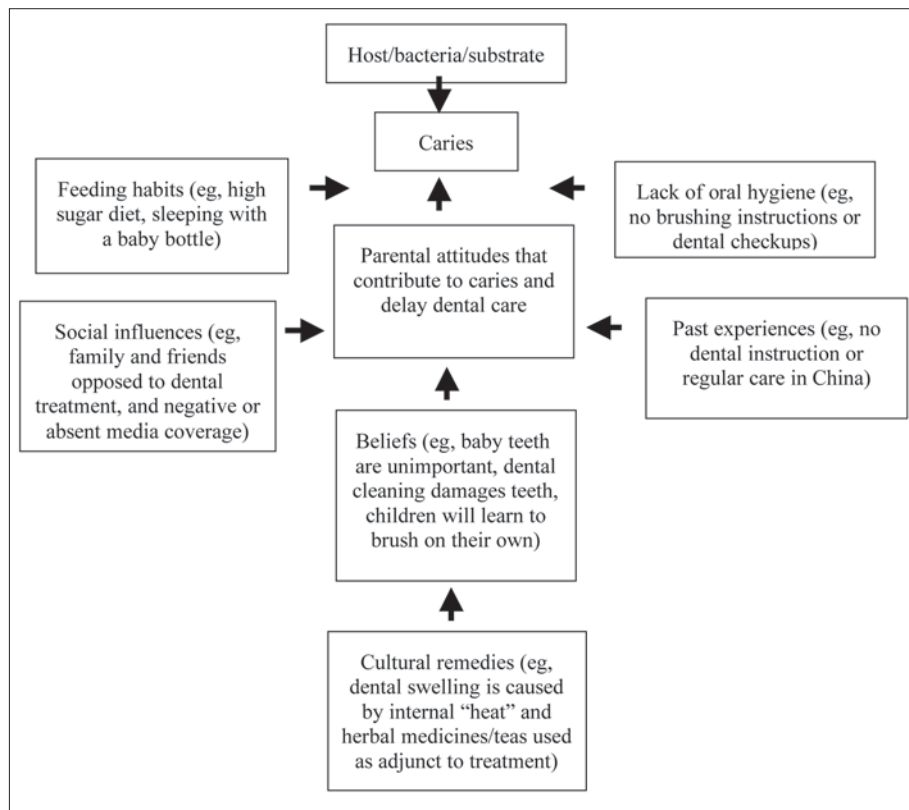 Host/bacteria/substrate
Caries
Feeding habits (eg, high
sugar diet, sleeping with
a baby bottle)
Lack of oral hygiene (eg,
no brushing instructions or
dental checkups)
Parental attitudes that
contribute to caries and
delay dental care
Social influences (eg,
family and friends
opposed to dental
treatment, and negative or
absent media coverage)
Past experiences (eg, no
dental instruction or
regular care in China)
Beliefs (eg, baby teeth
are unimportant, dental
cleaning damages teeth,
children will learn to
brush on their own)
Cultural remedies (eg,
dental swelling is caused
by internal “heat” and
herbal medicines/teas used
as adjunct to treatment)